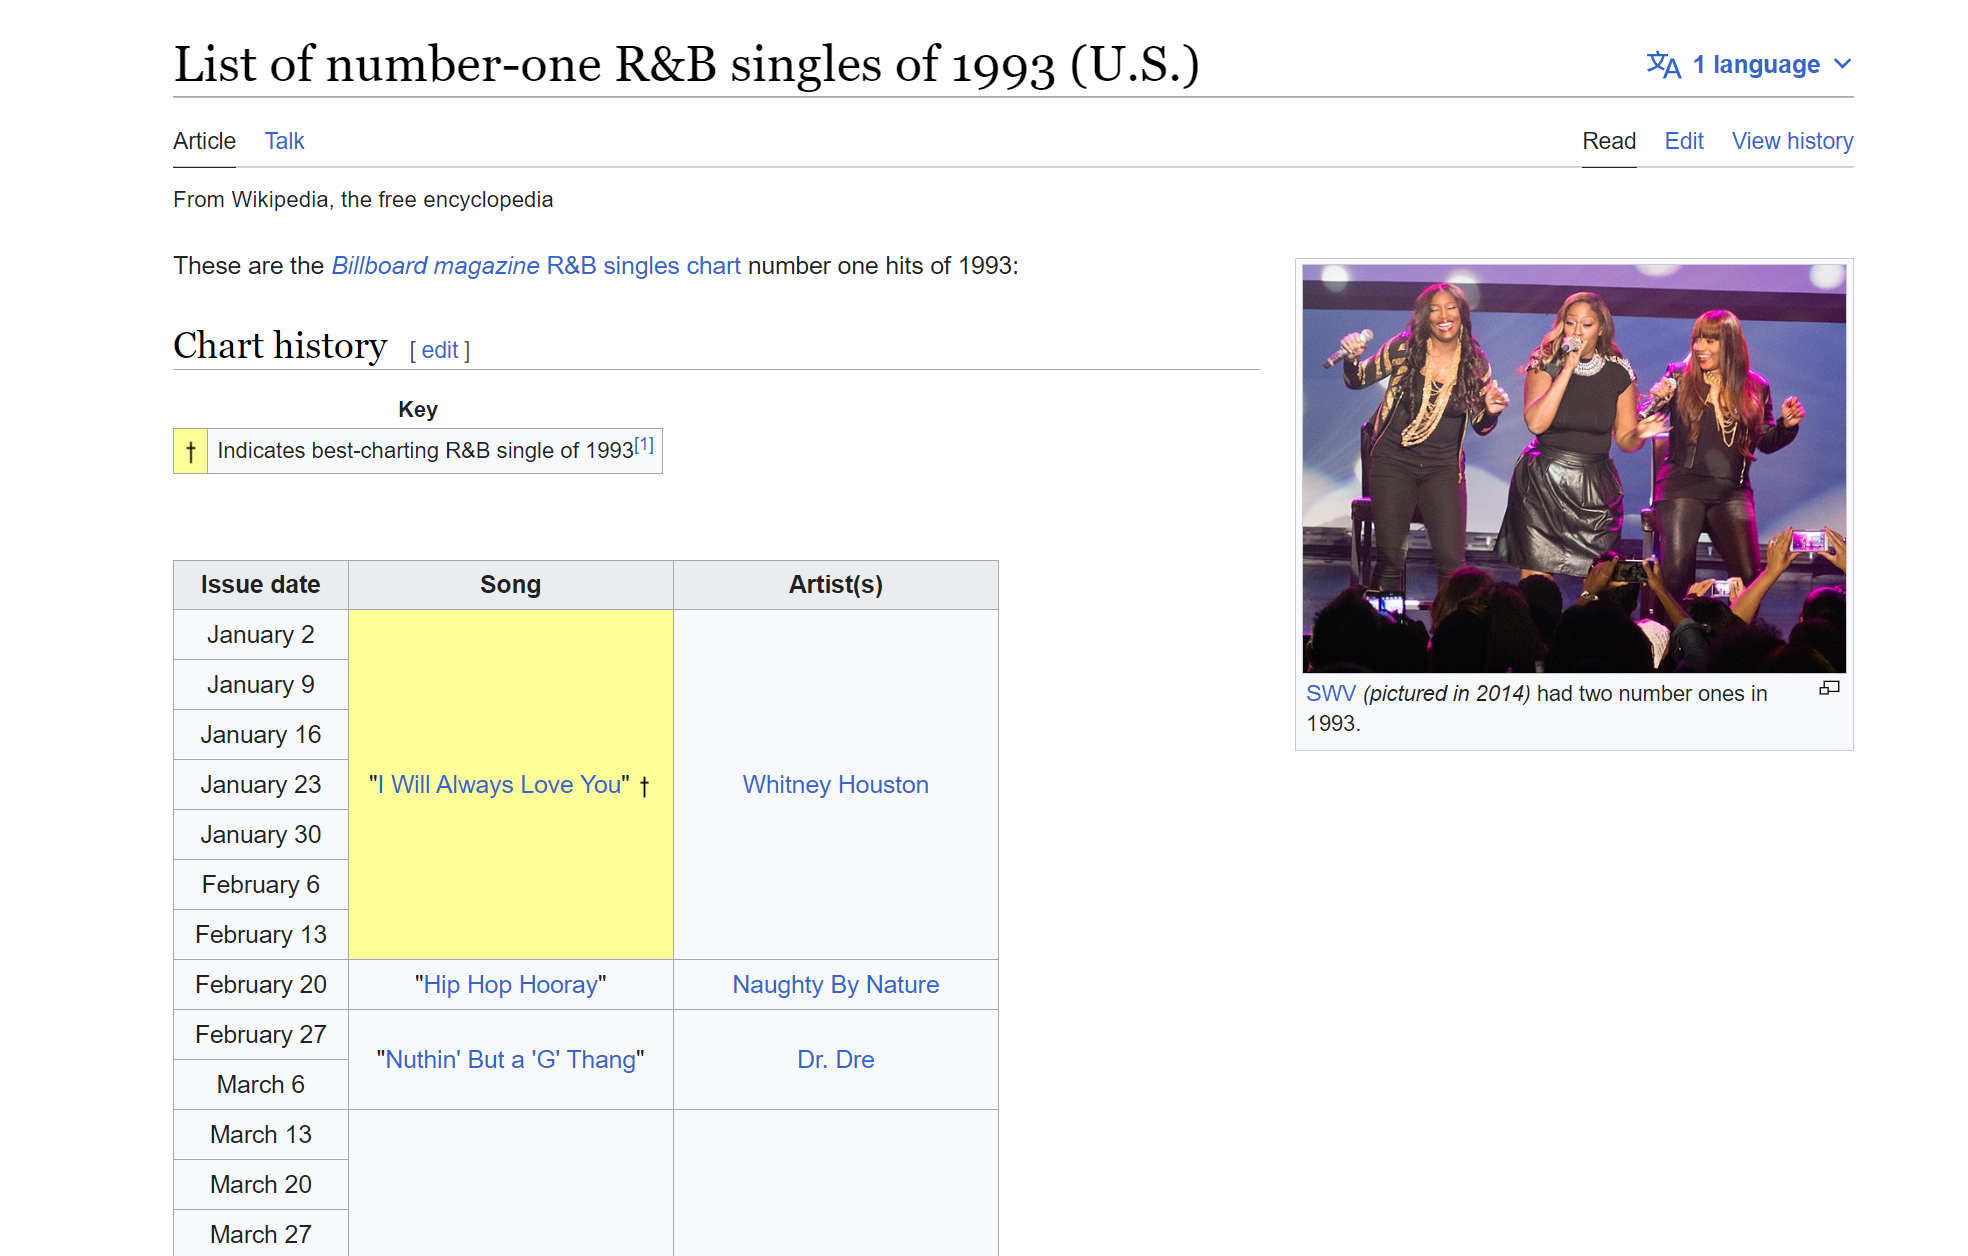 List of number-one R&B singles of 1993 (U.S.)
1 language
Article Talk
Read Edit View history
From Wikipedia, the free encyclopedia
These are the Billboard magazine R&B singles chart number one hits of 1993:
Chart history [ edit ]
Key
† Indicates best-charting R&B single of 1993[1]
SWV (pictured in 2014) had two number ones in
1993.
Issue date Song Artist(s)
January 2
January 9
January 16
January 23 "I Will Always Love You" † Whitney Houston
January 30
February 6
February 13
February 20 "Hip Hop Hooray" Naughty By Nature
February 27
"Nuthin' But a 'G' Thang" Dr. Dre
March 6
March 13
March 20
March 27